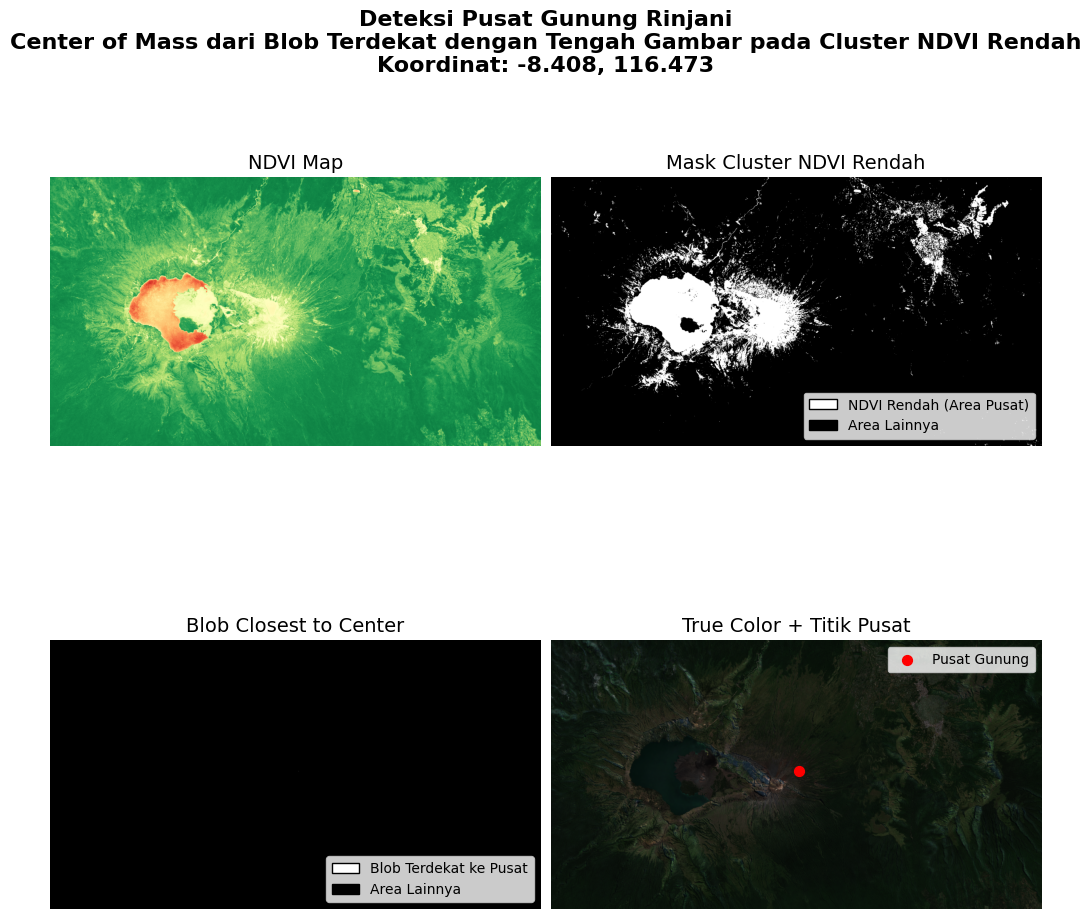 Deteksi Pusat Gunung Rinjani
Center of Mass dari Blob Terdekat dengan Tengah Gambar pada Cluster NDVI Rendah
Koordinat: -8.408, 116.473
NDVI Map
Mask Cluster NDVI Rendah
NDVI Rendah (Area Pusat)
Area Lainnya
Blob Closest to Center
True Color + Titik Pusat
Blob Terdekat ke Pusat
Area Lainnya
Pusat Gunung